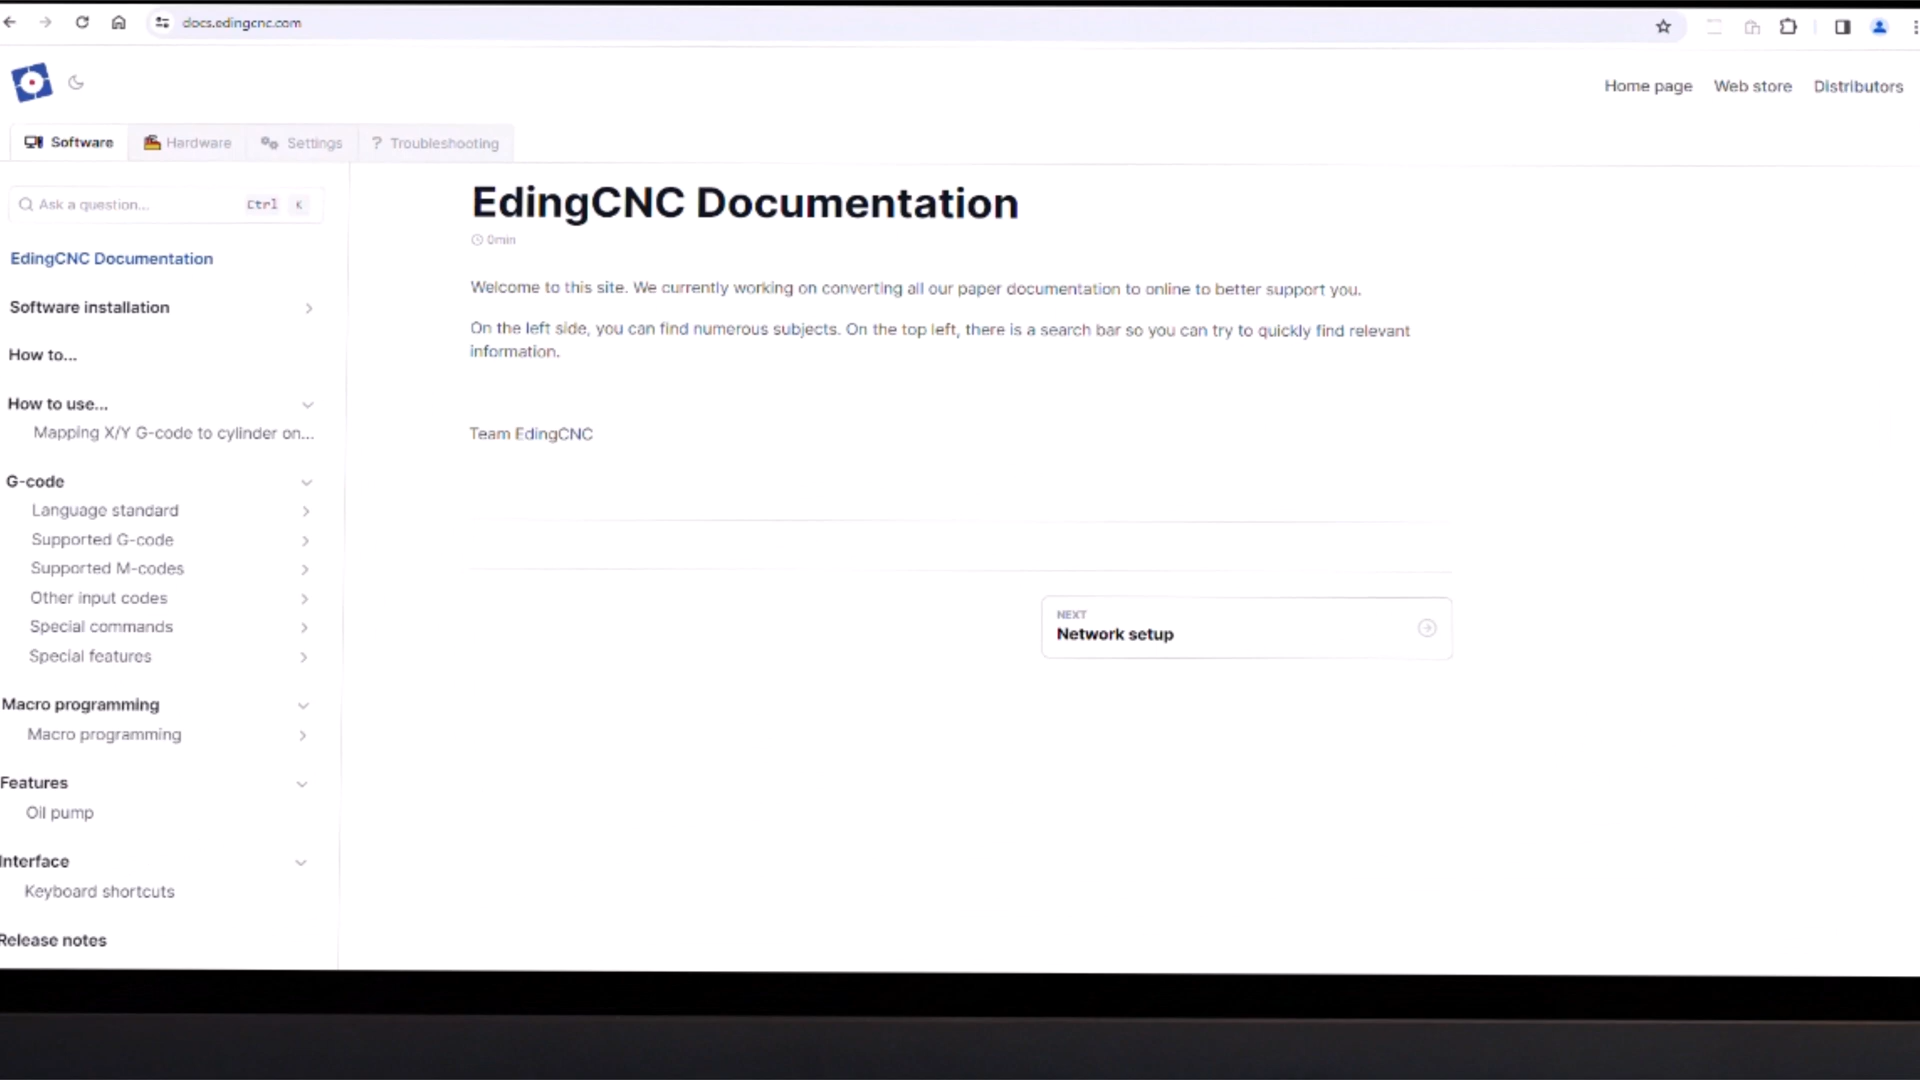 docs.edingcnc.com
Home page Web store Distributors
Software Hardware Settings ? Troubleshooting
Ask a question... Ctrl K
EdingCNC Documentation
Software installation
How to...
How to use...
Mapping X/Y G-code to cylinder on...
G-code
Language standard
Supported G-code
Supported M-codes
Other input codes
Special commands
Special features
Macro programming
Macro programming
Features
Oil pump
Interface
Keyboard shortcuts
Release notes
EdingCNC Documentation
0min
Welcome to this site. We currently working on converting all our paper documentation to online to better support you.
On the left side, you can find numerous subjects. On the top left, there is a search bar so you can try to quickly find relevant
information.
Team EdingCNC
NEXT
Network setup